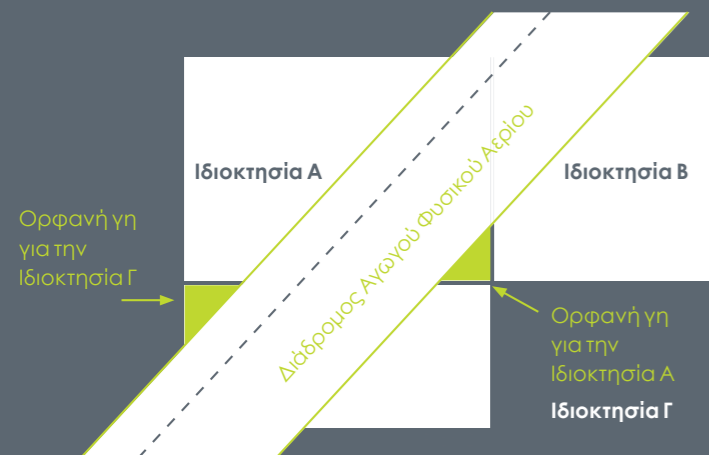 Ιδιοκτησία Α
Ιδιοκτησία Β
Διάδρομος Αγωγού Φυσικού Αερίου
Ορφανή γη
για την
Ιδιοκτησία Γ
Ορφανή γη
για την
Ιδιοκτησία Α
Ιδιοκτησία Γ